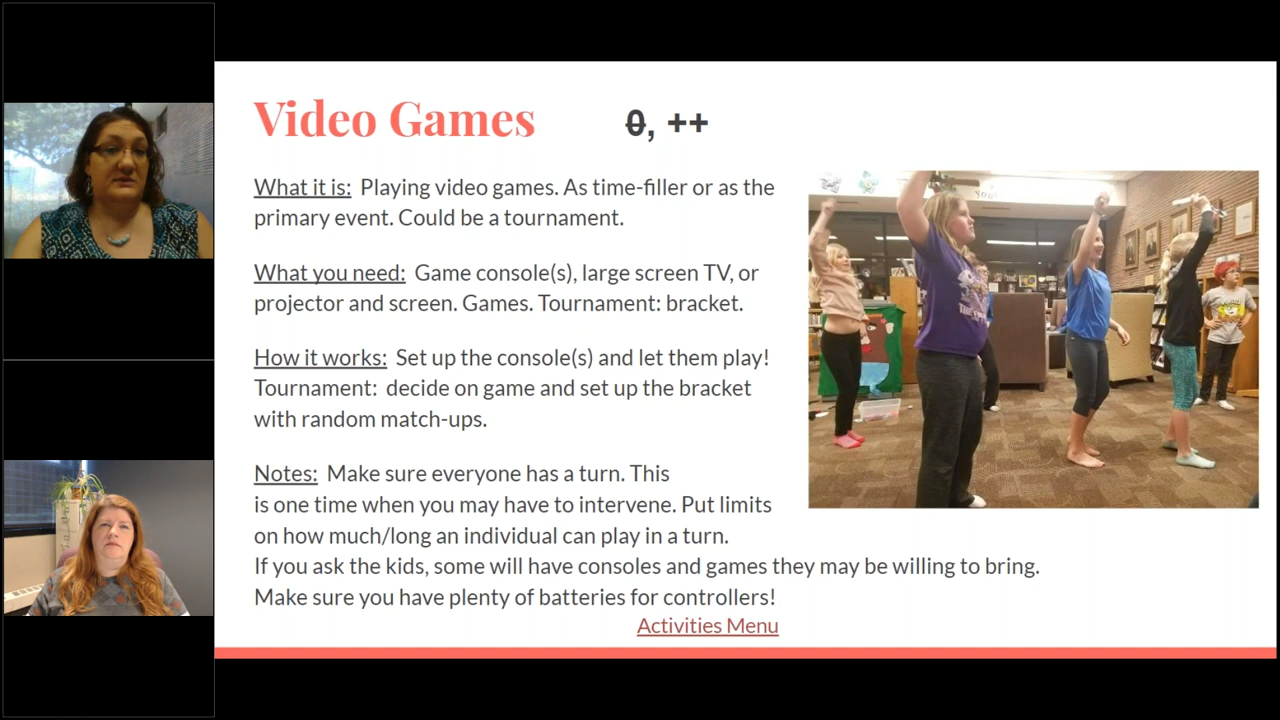 Video Games 0, ++
What it is: Playing video games. As time-filler or as the
primary event. Could be a tournament.
What you need: Game console(s), large screen TV, or
projector and screen. Games. Tournament: bracket.
How it works: Set up the console(s) and let them play!
Tournament: decide on game and set up the bracket
with random match-ups.
Notes: Make sure everyone has a turn. This
is one time when you may have to intervene. Put limits
on how much/long an individual can play in a turn.
If you ask the kids, some will have consoles and games they may be willing to bring.
Make sure you have plenty of batteries for controllers!
Activities Menu